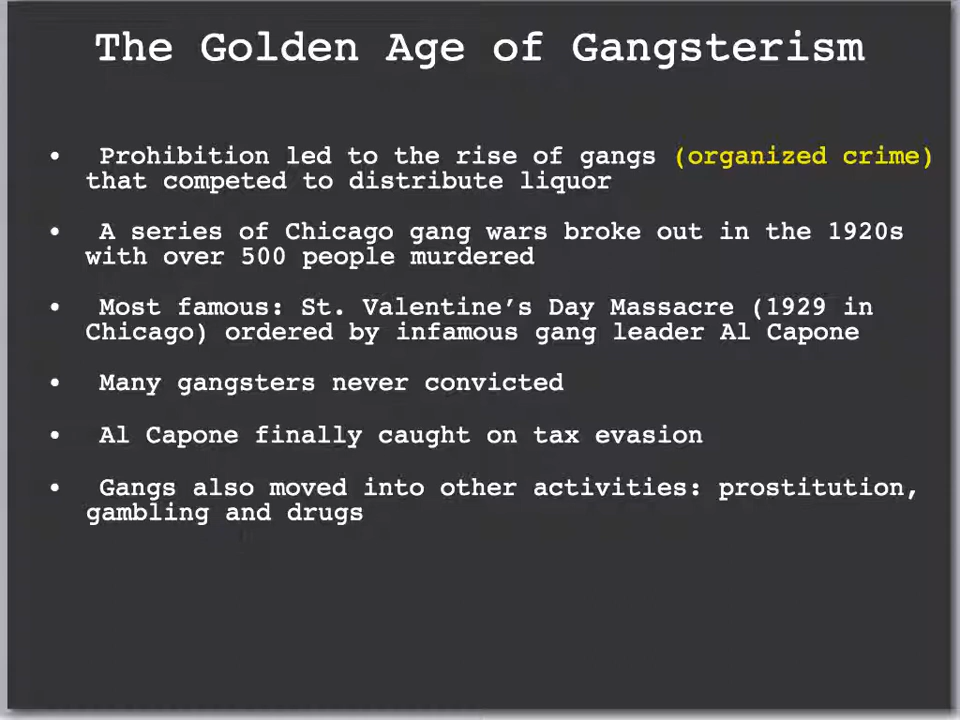 The Golden Age of Gangsterism
• Prohibition led to the rise of gangs (organized crime)
that competed to distribute liquor
• A series of Chicago gang wars broke out in the 1920s
with over 500 people murdered
• Most famous: St. Valentine’s Day Massacre (1929 in
Chicago) ordered by infamous gang leader Al Capone
• Many gangsters never convicted
• Al Capone finally caught on tax evasion
• Gangs also moved into other activities: prostitution,
gambling and drugs